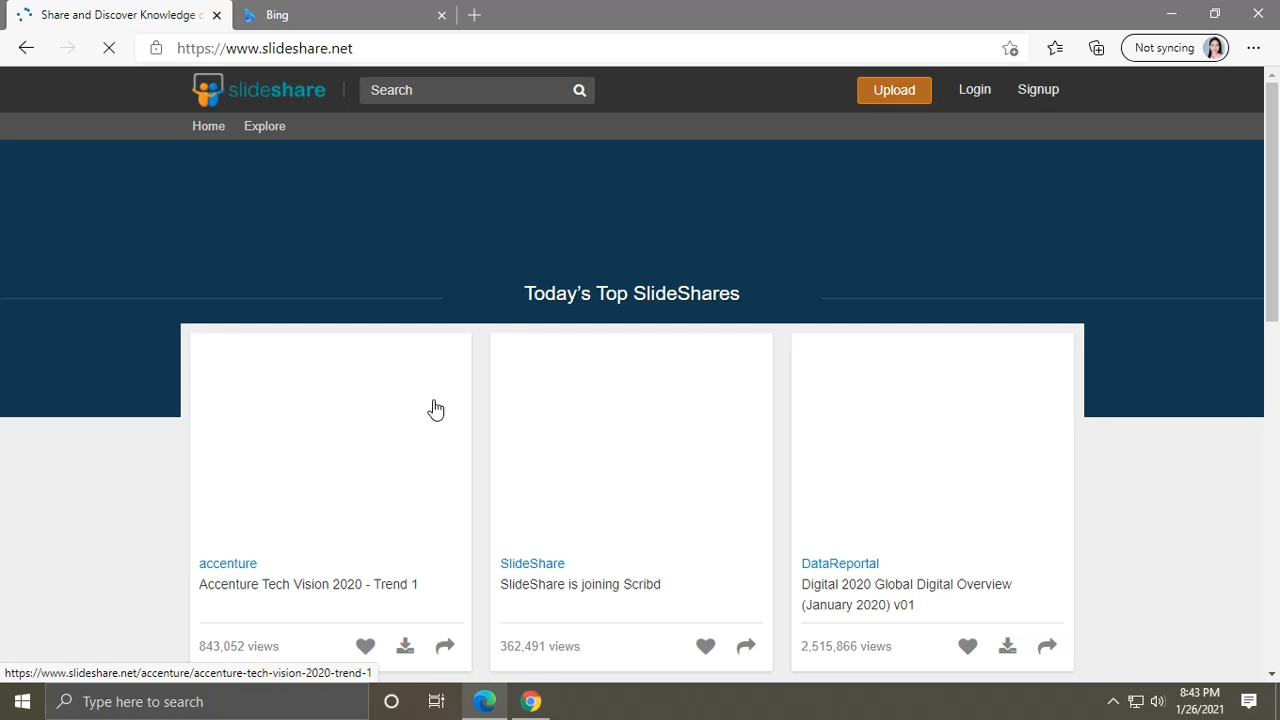 Share and Discover Knowledge
Bing
https://www.slideshare.net
Not syncing
slideshare
Search
Upload
Login
Signup
Home
Explore
Today's Top SlideShares
accenture
Accenture Tech Vision 2020 - Trend 1
843,052 views
SlideShare
SlideShare is joining Scribd
362,491 views
DataReportal
Digital 2020 Global Digital Overview
(January 2020) v01
2,515,866 views
https://www.slideshare.net/accenture/accenture-tech-vision-2020-trend-1
Type here to search
8:43 PM
1/26/2021